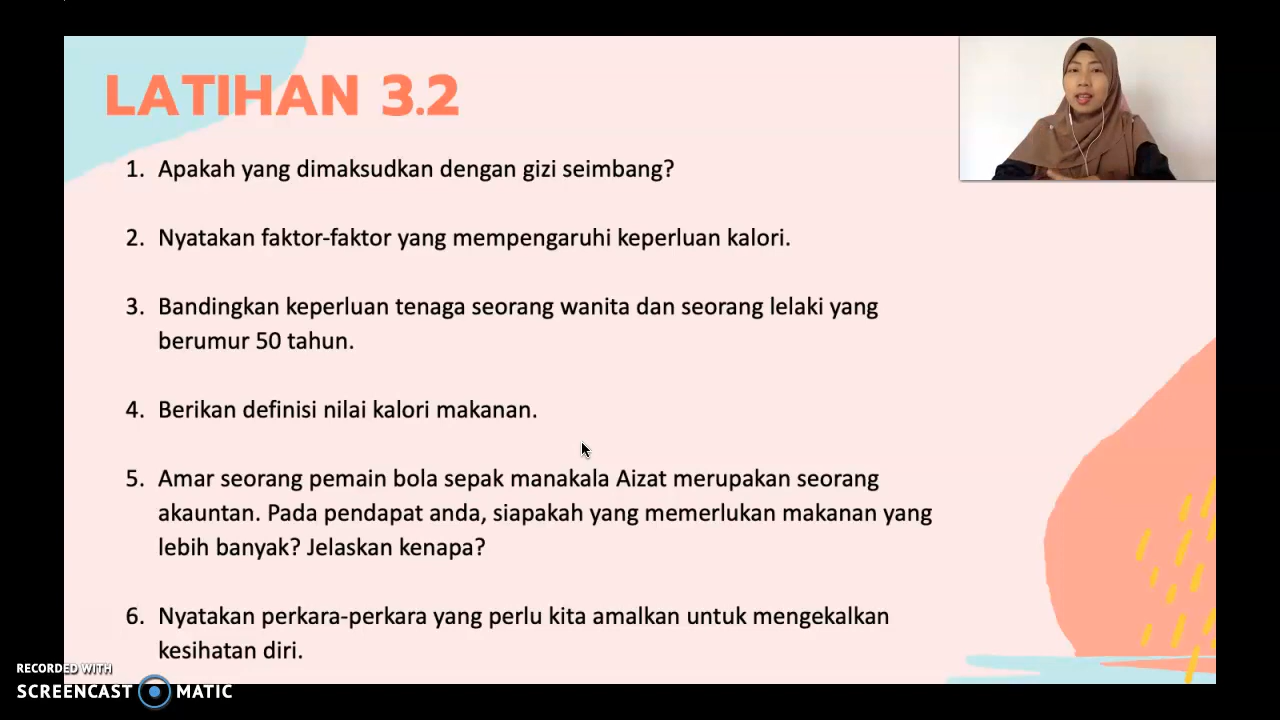 LATIHAN 3.2
1. Apakah yang dimaksudkan dengan gizi seimbang?
2. Nyatakan faktor-faktor yang mempengaruhi keperluan kalori.
3. Bandingkan keperluan tenaga seorang wanita dan seorang lelaki yang
berumur 50 tahun.
4. Berikan definisi nilai kalori makanan.
5. Amar seorang pemain bola sepak manakala Aizat merupakan seorang
akauntan. Pada pendapat anda, siapakah yang memerlukan makanan yang
lebih banyak? Jelaskan kenapa?
6. Nyatakan perkara-perkara yang perlu kita amalkan untuk mengekalkan
kesihatan diri.
RECORDED WITH
SCREENCAST MATIC